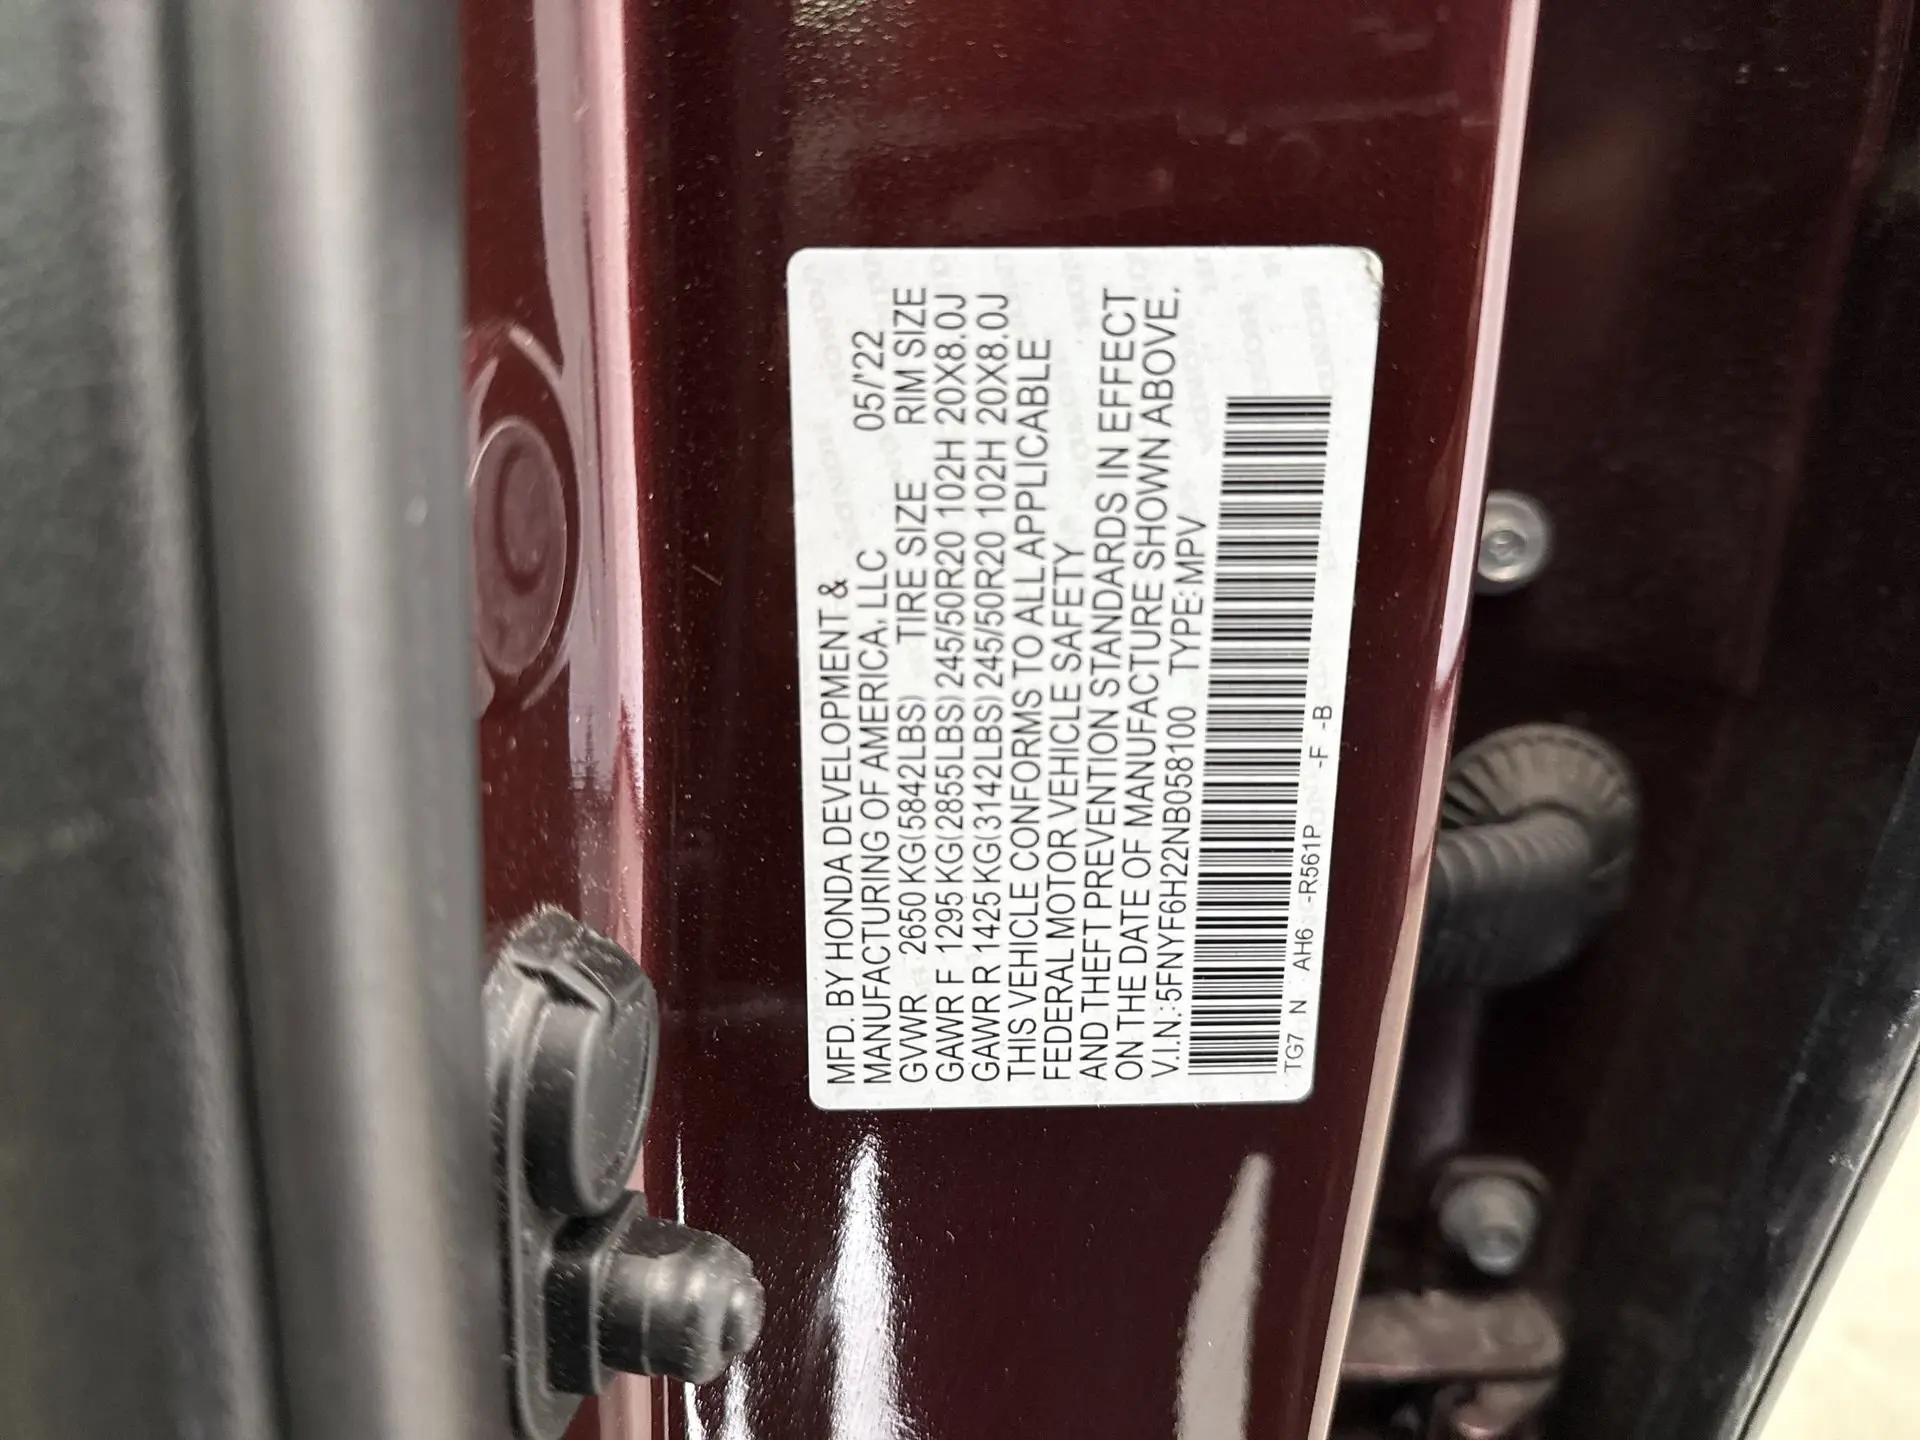 MFD. BY HONDA DEVELOPMENT &
MANUFACTURING OF AMERICA, LLC 05/'22
GVWR 2650 KG(5842LBS) TIRE SIZE RIM SIZE
GAWR F 1295 KG(2855LBS) 245/50R20 102H 20X8.0J
GAWR R 1425 KG(3142LBS) 245/50R20 102H 20X8.0J
THIS VEHICLE CONFORMS TO ALL APPLICABLE
FEDERAL MOTOR VEHICLE SAFETY
AND THEFT PREVENTION STANDARDS IN EFFECT
ON THE DATE OF MANUFACTURE SHOWN ABOVE.
V.I.N.:5FNYF6H22NB058100 TYPE:MPV
TG7 N AH6 -R561P -F -B